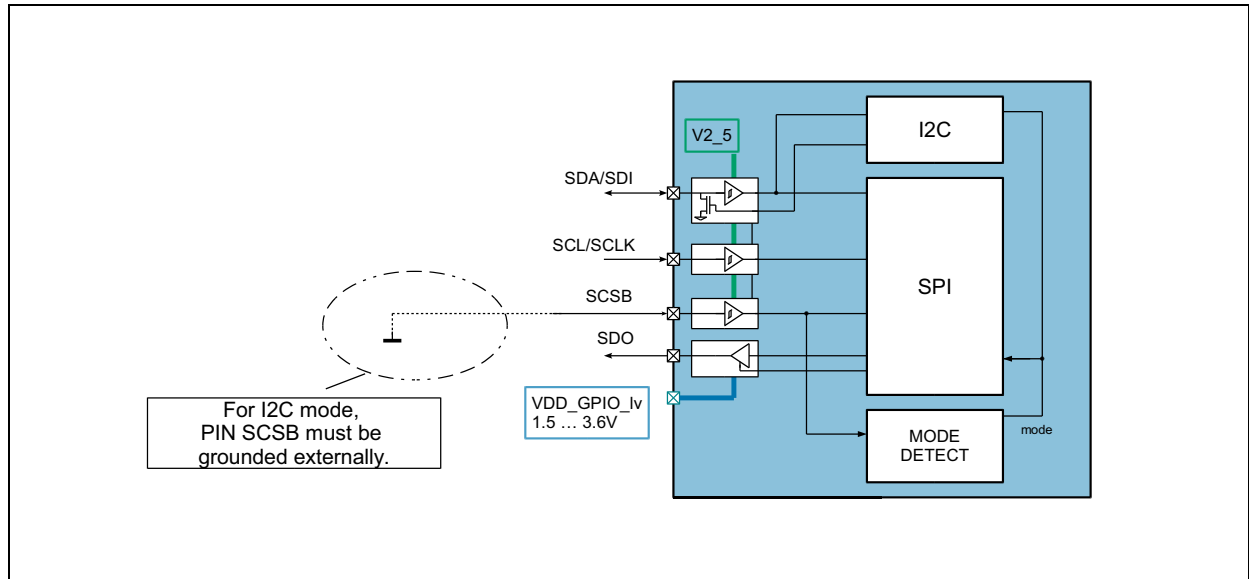 I2C
V2_5
SDA/SDI
SCL/SCLK
SPI
SCSB
SDO
For I2C mode,
PIN SCSB must be
grounded externally.
VDD_GPIO_lv
1.5 … 3.6V
MODE
DETECT
mode